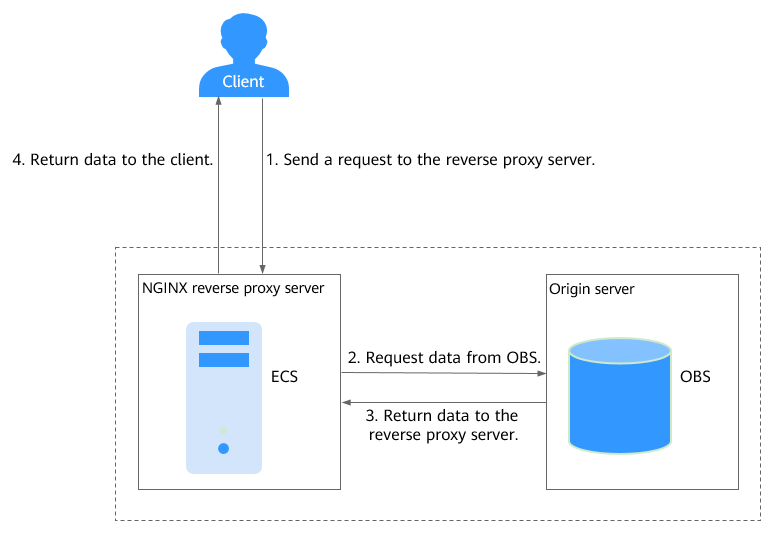 Client
4. Return data to the client.
1. Send a request to the reverse proxy server.
NGINX reverse proxy server
Origin server
2. Request data from OBS.
ECS
OBS
3. Return data to the
reverse proxy server.